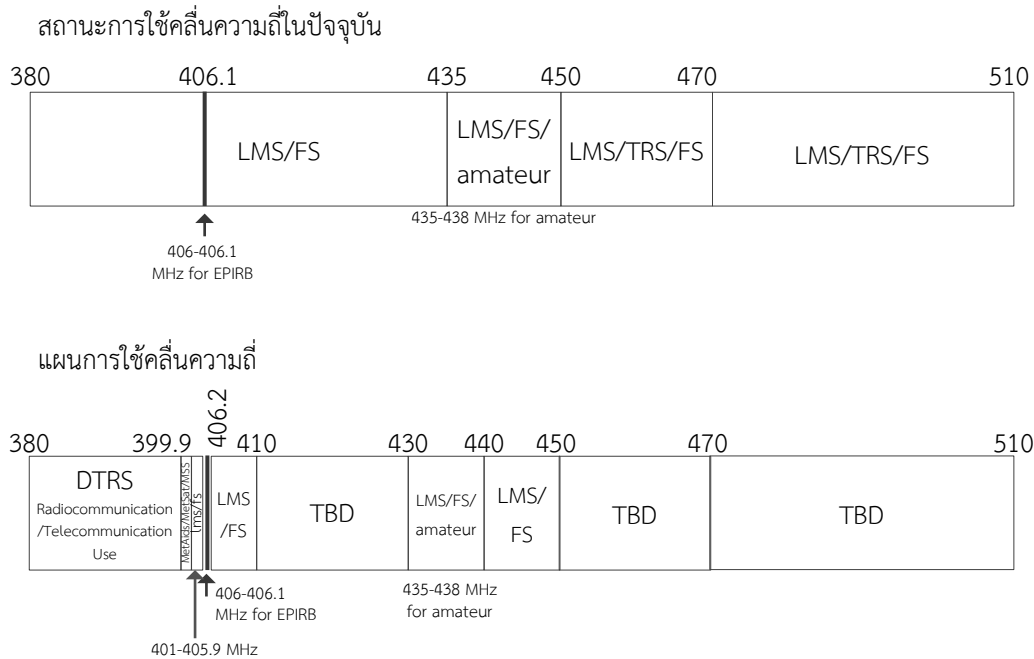 สถานะการใช้คลื่นความถี่ในปัจจุบัน
380 406.1 435 450 470 510
LMS/FS
LMS/FS/
amateur
LMS/TRS/FS
LMS/TRS/FS
435-438 MHz for amateur
406-406.1
MHz for EPIRB
แผนการใช้คลื่นความถี่
380 399.9 406.2 410 430 440 450 470 510
DTRS
Radiocommunication
/Telecommunication
Use
MetAids/MetSat/MSS
lms/fs
LMS
/FS
TBD
LMS/FS/
amateur
LMS/
FS
TBD
TBD
406-406.1
MHz for EPIRB
435-438 MHz
for amateur
401-405.9 MHz